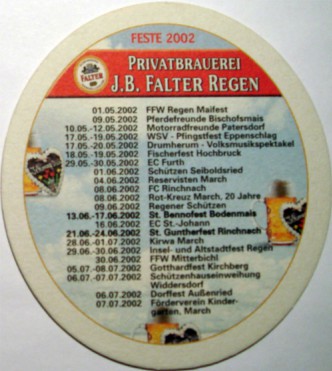 FESTE 2002
PRIVATBRAUEREI
FALTER
J.B. FALTER REGEN
01.05.2002 FFW Regen Maifest
09.05.2002 Pferdefreunde Bischofsmais
10.05.-12.05.2002 Motorradfreunde Patersdorf
17.05.-19.05.2002 WSV - Pfingstfest Eppenschlag
17.05.-20.05.2002 Drumherum - Volksmusikspektakel
18.05.-19.05.2002 Fischerfest Hochbruck
29.05.-30.05.2002 EC Furth
01.06.2002 Schützen Seiboldsried
04.06.2002 Reservisten March
08.06.2002 FC Rinchnach
08.06.2002 Rot-Kreuz March, 20 Jahre
09.06.2002 Regener Schützen
13.06.-17.06.2002 St. Bennofest Bodenmais
16.06.2002 EC St.-Johann
21.06.-24.06.2002 St. Guntherfest Rinchnach
28.06.-01.07.2002 Kirwa March
29.06.-30.06.2002 Insel- und Altstadtfest Regen
30.06.2002 FFW Mitterbichl
05.07.-08.07.2002 Gotthardfest Kirchberg
06.07.-07.07.2002 Schützenhauseinweihung
Widdersdorf
06.07.2002 Dorffest Außenried
07.07.2002 Förderverein Kinder-
garten, March